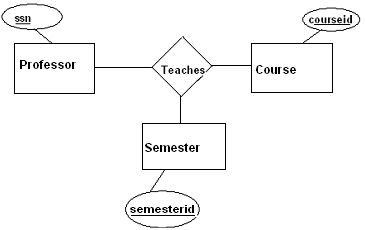 ssn
courseid
Professor
Teaches
Course
Semester
semesterid